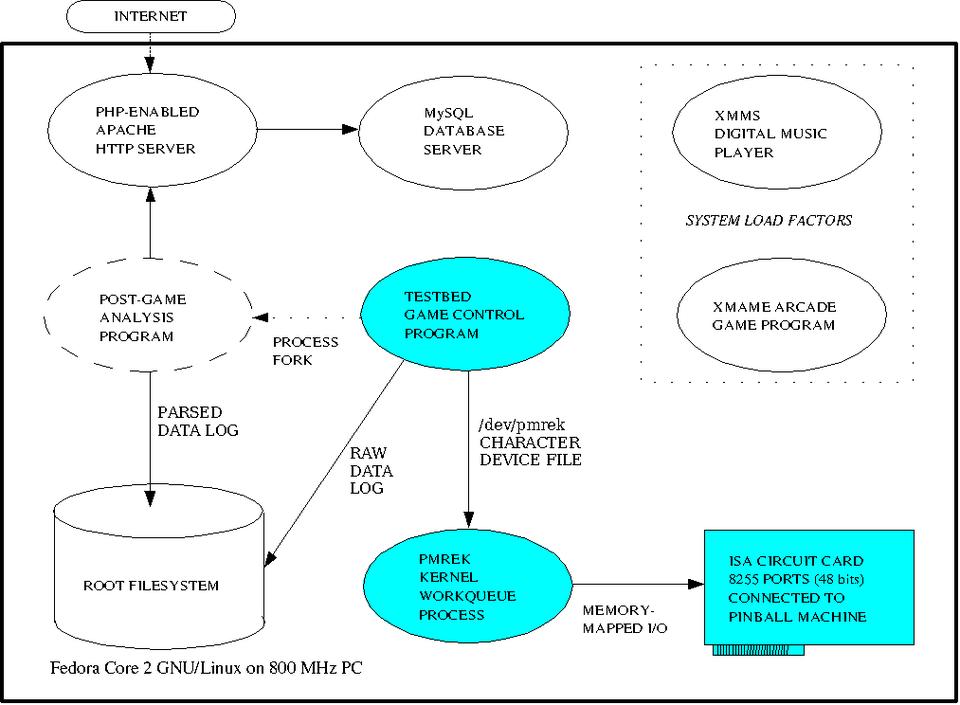 INTERNET
PHP-ENABLED
APACHE
HTTP SERVER
MySQL
DATABASE
SERVER
XMMS
DIGITAL MUSIC
PLAYER
SYSTEM LOAD FACTORS
POST-GAME
ANALYSIS
PROGRAM
PROCESS
FORK
TESTBED
GAME CONTROL
PROGRAM
XMAME ARCADE
GAME PROGRAM
PARSED
DATA LOG
RAW
DATA
LOG
/dev/pmrek
CHARACTER
DEVICE FILE
ROOT FILESYSTEM
PMREK
KERNEL
WORKQUEUE
PROCESS
MEMORY-
MAPPED I/O
ISA CIRCUIT CARD
8255 PORTS (48 bits)
CONNECTED TO
PINBALL MACHINE
Fedora Core 2 GNU/Linux on 800 MHz PC